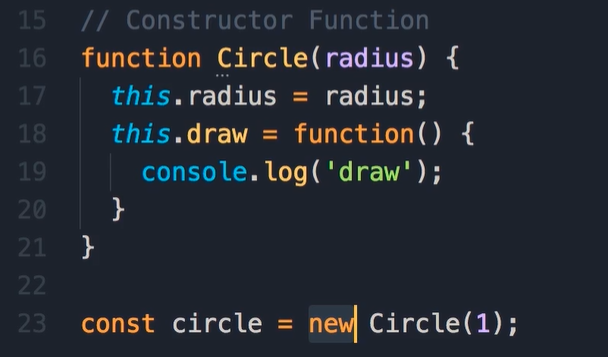 15 // Constructor Function
16 function Circle(radius) {
17 this.radius = radius;
18 this.draw = function() {
19 console.log('draw');
20 }
21 }
22
23 const circle = new Circle(1);